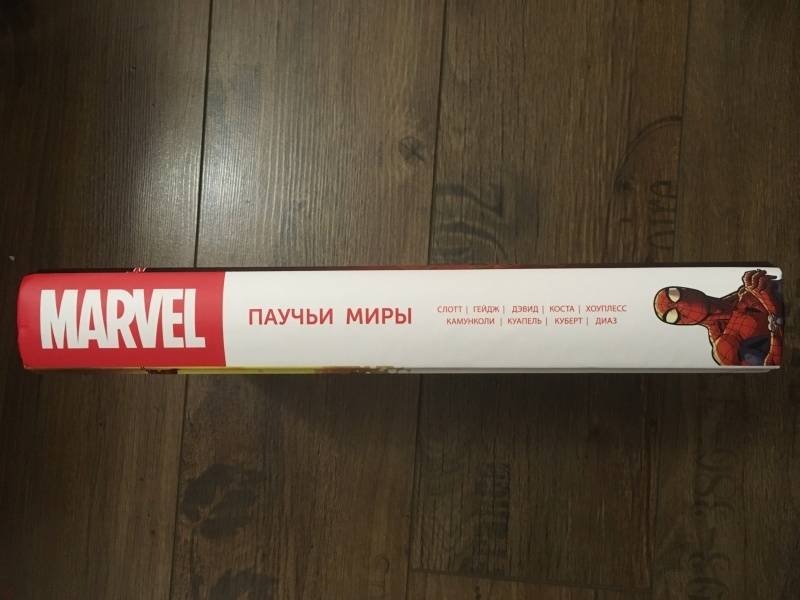 MARVEL
ПАУЧЬИ МИРЫ
СЛОТТ | ГЕЙДЖ | ДЭВИД | КОСТА | ХОУПЛЕСС
КАМУНКОЛИ | КУАПЕЛЬ | КУБЕРТ | ДИАЗ